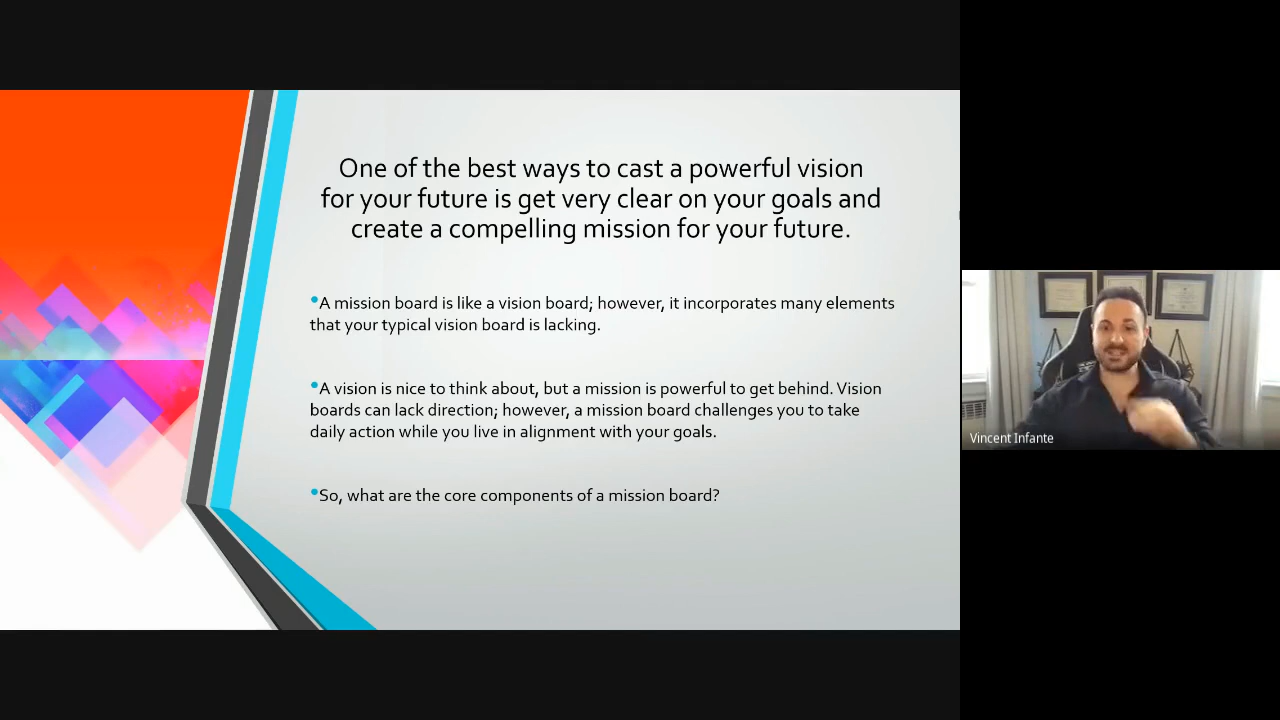 One of the best ways to cast a powerful vision
for your future is get very clear on your goals and
create a compelling mission for your future.
•A mission board is like a vision board; however, it incorporates many elements
that your typical vision board is lacking.
•A vision is nice to think about, but a mission is powerful to get behind. Vision
boards can lack direction; however, a mission board challenges you to take
daily action while you live in alignment with your goals.
•So, what are the core components of a mission board?
Vincent Infante